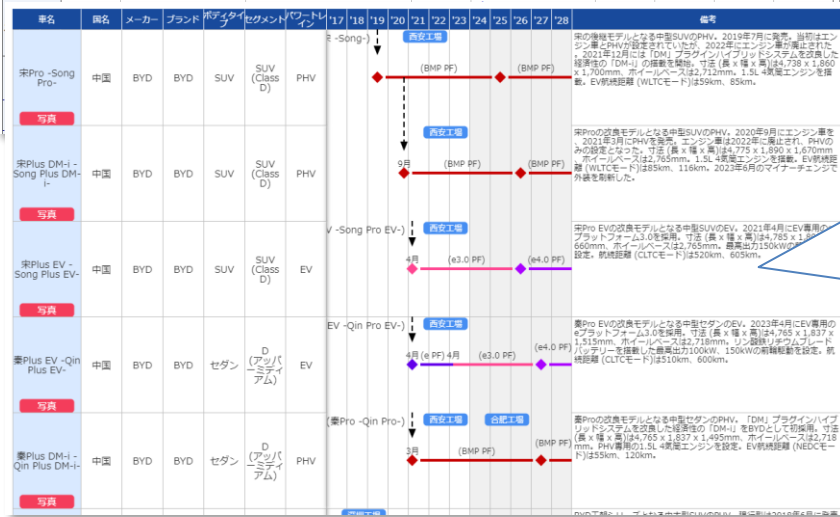 車名 国名 メーカー ブランド ボディタイプ セグメント パワートレイン '17 '18 '19 '20 '21 '22 '23 '24 '25 '26 '27 '28 備考
宋Pro -Song
Pro-
写真
中国 BYD BYD SUV
SUV
(Class
D)
PHV
-Song-)
西安工場
(BMP PF) (BMP PF)
宋の後継モデルとなる中型SUVのPHV。2019年7月に発売。当初はエン
ジン車とPHVが設定されていたが、2022年にエンジン車が廃止された
。2021年12月には「DM」プラグインハイブリッドシステムを改良した
経済性の「DM-i」の搭載を開始。寸法 (長 x 幅 x 高)は4,738 x 1,860
x 1,700mm、ホイールベースは2,712mm。1.5L 4気筒エンジンを搭
載。EV航続距離 (WLTCモード)は59km、85km。
宋Plus DM-i -
Song Plus DM-
i-
写真
中国 BYD BYD SUV
SUV
(Class
D)
PHV
西安工場
9月 (BMP PF) (BMP PF)
宋Proの改良モデルとなる中型SUVのPHV。2020年9月にエンジン車を
、2021年3月にPHVを発売。エンジン車は2022年に廃止され、PHVの
みの設定となった。寸法 (長 x 幅 x 高)は4,775 x 1,890 x 1,670mm
、ホイールベースは2,765mm。1.5L 4気筒エンジンを搭載。EV航続距
離 (WLTCモード)は85km、116km。2023年6月のマイナーチェンジで
外装を刷新した。
宋Plus EV -
Song Plus EV-
写真
中国 BYD BYD SUV
SUV
(Class
D)
EV
-Song Pro EV-)
西安工場
4月 (e3.0 PF) (e4.0 PF)
宋Pro EVの改良モデルとなる中型SUVのEV。2021年4月にEV専用の
プラットフォーム3.0を採用。寸法 (長 x 幅 x 高)は4,785 x
660mm、ホイールベースは2,765mm。最高出力150kWの
設定。航続距離 (CLTCモード)は520km、605km。
秦Plus EV -Qin
Plus EV-
写真
中国 BYD BYD セダン
D
(アッパ
ーミディ
アム)
EV
EV -Qin Pro EV-)
西安工場
4月 (e PF) 4月 (e3.0 PF) (e4.0 PF)
秦Pro EVの改良モデルとなる中型セダンのEV。2023年4月にEV専用の
eプラットフォーム3.0を採用。寸法 (長 x 幅 x 高)は4,765 x 1,837 x
1,515mm、ホイールベースは2,718mm。リン酸鉄リチウムブレード
バッテリーを搭載した最高出力100kW、150kWの前輪駆動を設定。航
続距離 (CLTCモード)は510km、600km。
秦Plus DM-i -
Qin Plus DM-i-
写真
中国 BYD BYD セダン
D
(アッパ
ーミディ
アム)
PHV
(秦Pro -Qin Pro-)
西安工場 合肥工場
3月 (BMP PF) (BMP PF)
秦Proの改良モデルとなる中型セダンのPHV。「DM」プラグインハイブ
リッドシステムを改良した経済性の「DM-i」をBYDとして初採用。寸法
(長 x 幅 x 高)は4,765 x 1,837 x 1,495mm、ホイールベースは2,718
mm。PHV専用の1.5L 4気筒エンジンを設定。EV航続距離 (NEDCモー
ド)は55km、120km。